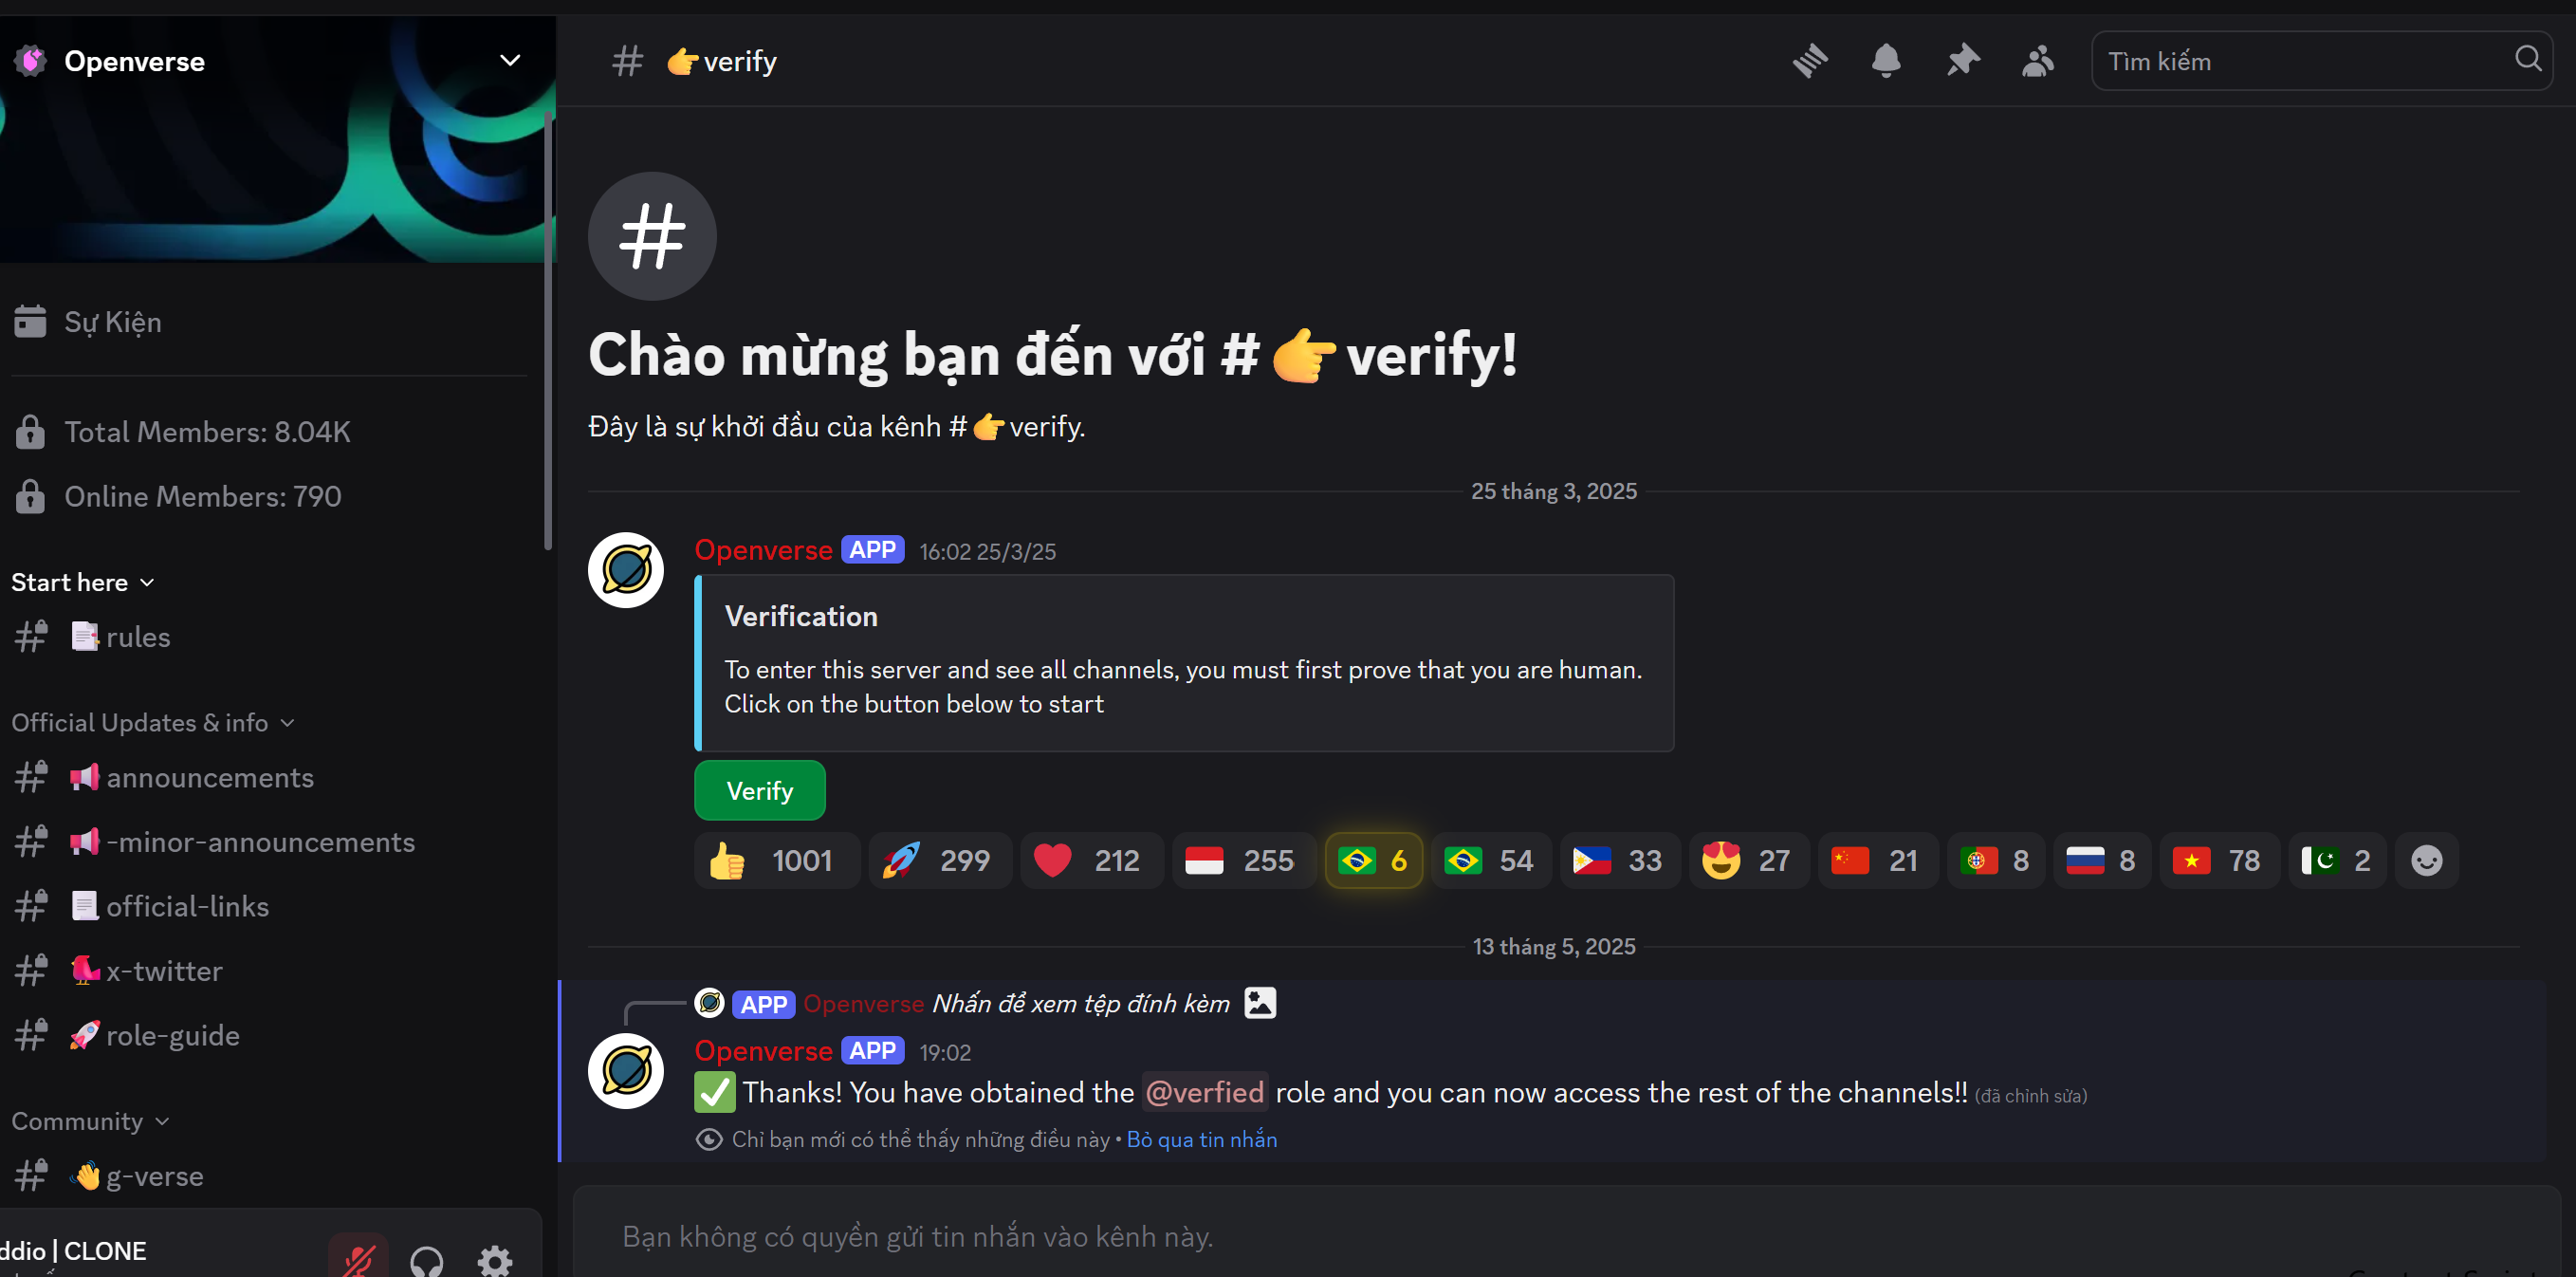 Openverse
Sự Kiện
Total Members: 8.04K
Online Members: 790
Start here
rules
Official Updates & info
announcements
-minor-announcements
official-links
x-twitter
role-guide
Community
g-verse
ddio | CLONE
# 👉verify
Tìm kiếm
Chào mừng bạn đến với #👉verify!
Đây là sự khởi đầu của kênh #👉verify.
25 tháng 3, 2025
Openverse APP 16:02 25/3/25
Verification
To enter this server and see all channels, you must first prove that you are human.
Click on the button below to start
Verify
1001 299 212 255 6 54 33 27 21 8 8 78 2
13 tháng 5, 2025
APP Openverse Nhấn để xem tệp đính kèm
Openverse APP 19:02
✅ Thanks! You have obtained the @verfied role and you can now access the rest of the channels!! (đã chỉnh sửa)
Chỉ bạn mới có thể thấy những điều này • Bỏ qua tin nhắn
Bạn không có quyền gửi tin nhắn vào kênh này.